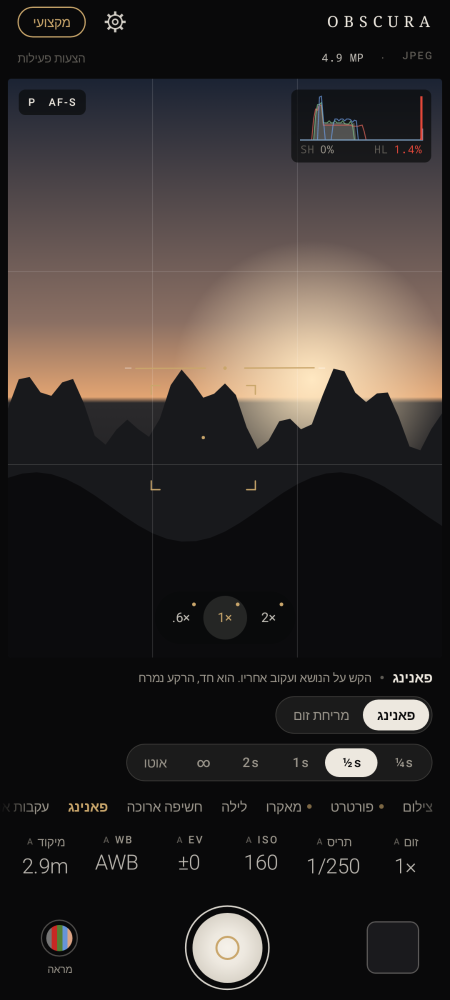 OBSCURA
מקצועי
JPEG · 4.9 MP
הצעות פעילות
P AF-S
SH 0% HL 1.4%
.6× 1× 2×
פאנינג • הקש על הנושא ועקוב אחריו. הוא חד, הרקע נמרח
פאנינג מריחת זום
¼s ½s 1s 2s ∞ אוטו
צילום פורטרט מאקרו לילה חשיפה ארוכה פאנינג עקבות
זום A תריס A ISO A EV A WB A מיקוד A
1× 1/250 160 ±0 AWB 2.9m
מראה